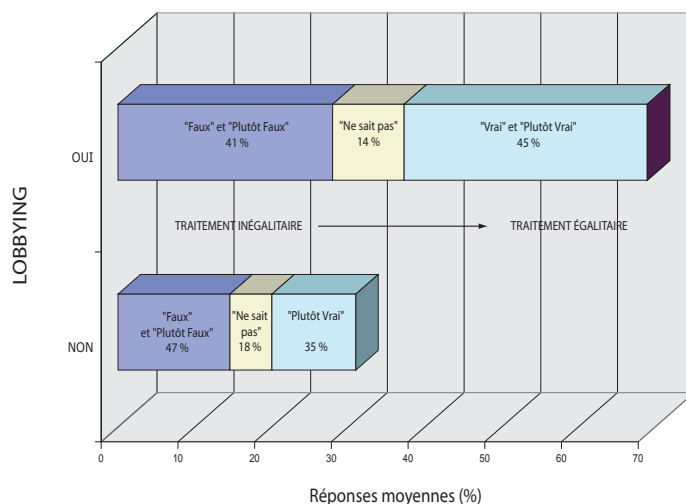 LOBBYING
OUI
"Faux" et "Plutôt Faux"
41 %
"Ne sait pas"
14 %
"Vrai" et "Plutôt Vrai"
45 %
TRAITEMENT INÉGALITAIRE
TRAITEMENT ÉGALITAIRE
NON
"Faux"
et "Plutôt Faux"
47 %
"Ne sait
pas"
18 %
"Plutôt Vrai"
35 %
0 10 20 30 40 50 60 70
Réponses moyennes (%)